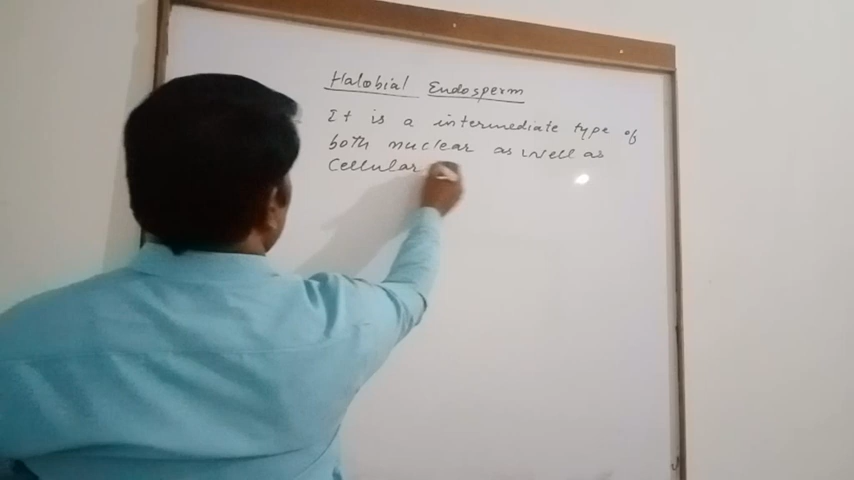 Halobial Endosperm
It is a intermediate type of
both nuclear as well as
Cellular